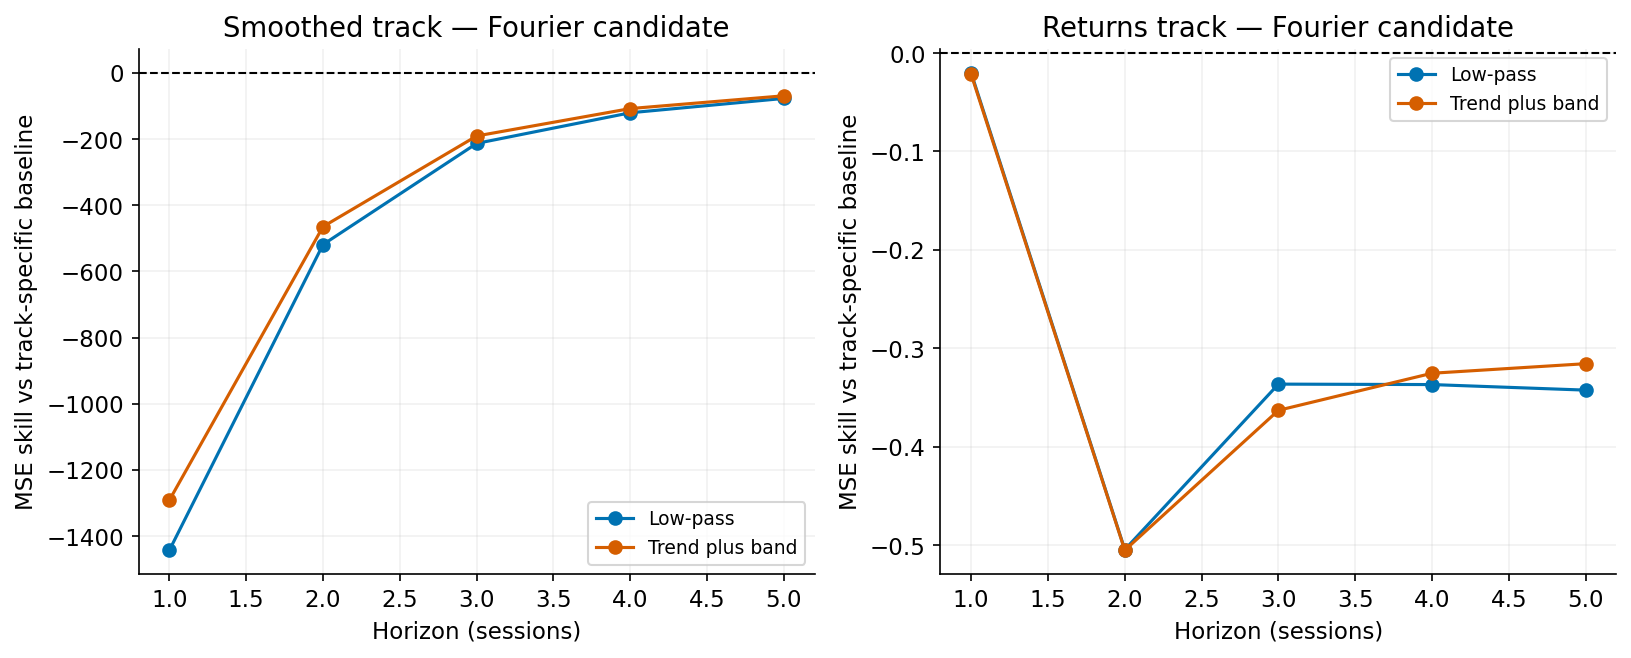 Smoothed track — Fourier candidate
MSE skill vs track-specific baseline
0
−200
−400
−600
−800
−1000
−1200
−1400
Low-pass
Trend plus band
1.0 1.5 2.0 2.5 3.0 3.5 4.0 4.5 5.0
Horizon (sessions)
Returns track — Fourier candidate
MSE skill vs track-specific baseline
0.0
−0.1
−0.2
−0.3
−0.4
−0.5
Low-pass
Trend plus band
1.0 1.5 2.0 2.5 3.0 3.5 4.0 4.5 5.0
Horizon (sessions)